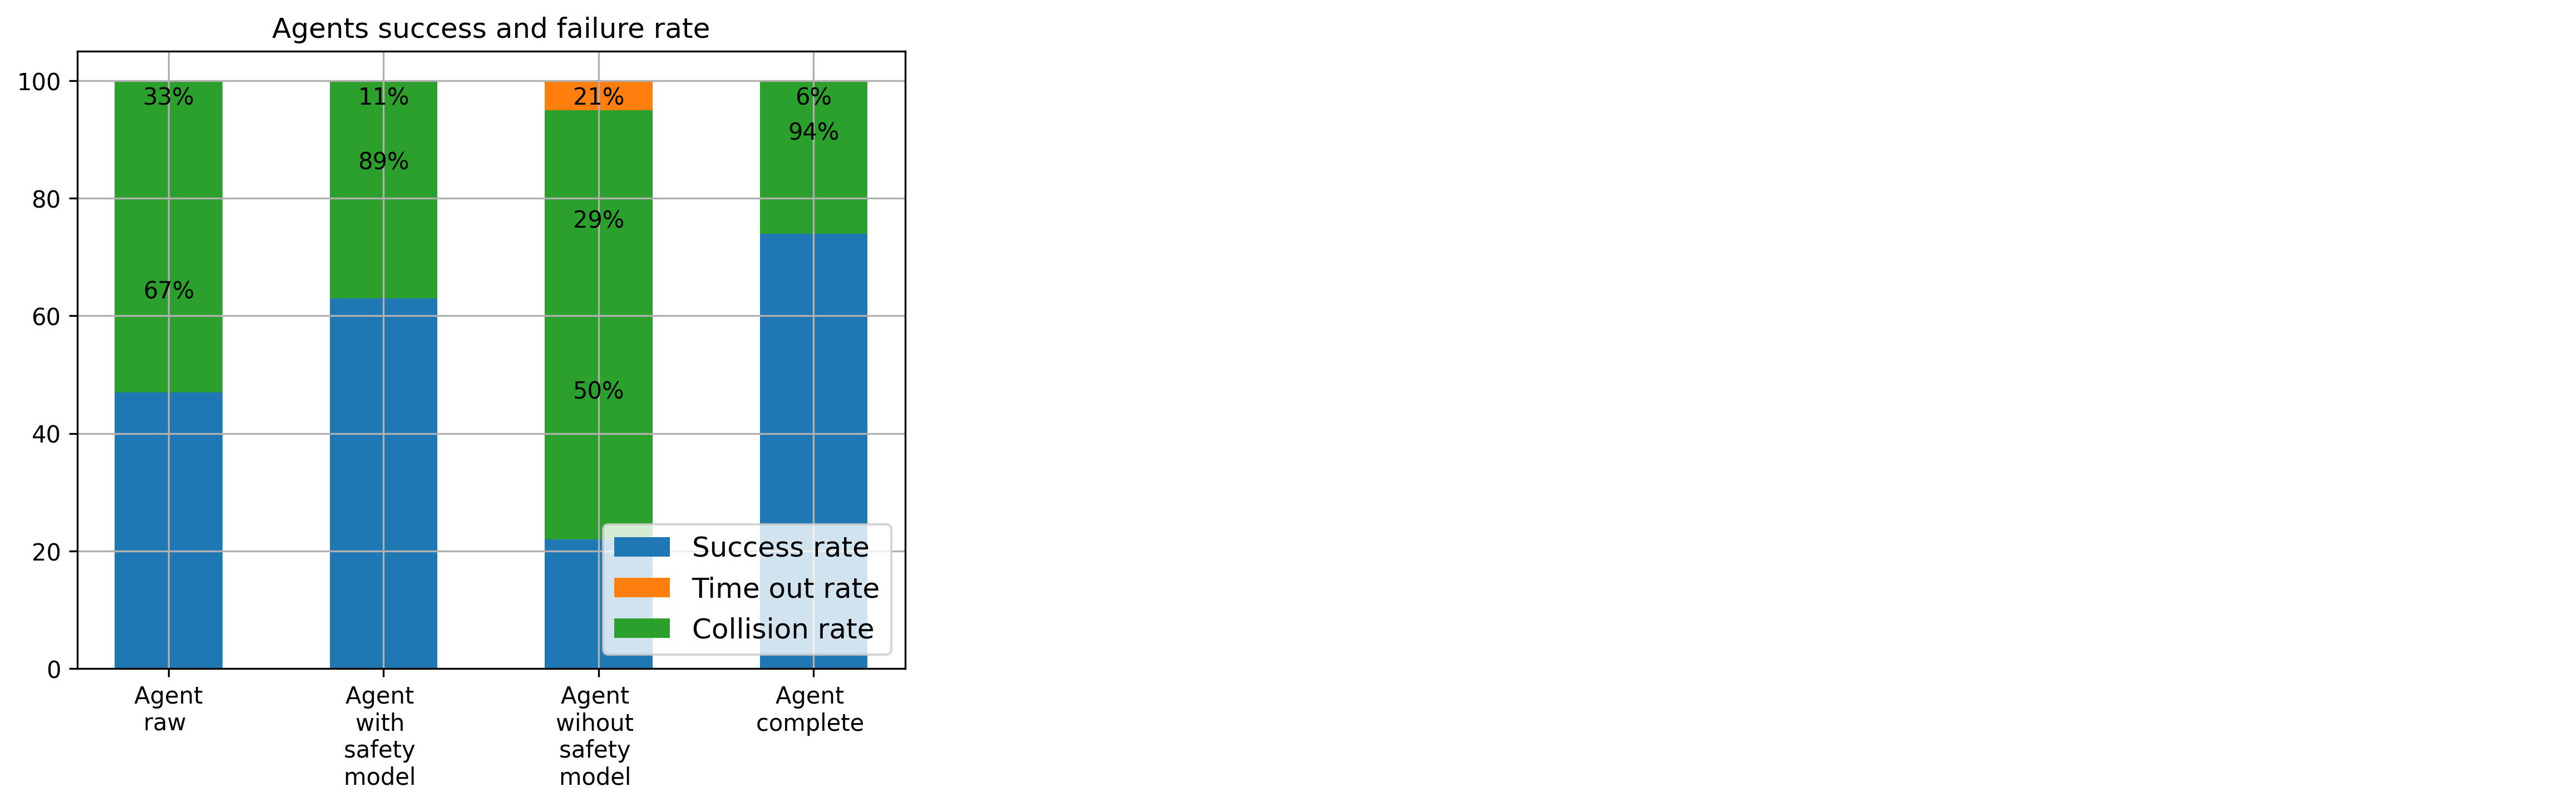 Agents success and failure rate
100
80
60
40
20
0
33%
67%
11%
89%
21%
29%
50%
6%
94%
Success rate
Time out rate
Collision rate
Agent
raw
Agent
with
safety
model
Agent
wihout
safety
model
Agent
complete